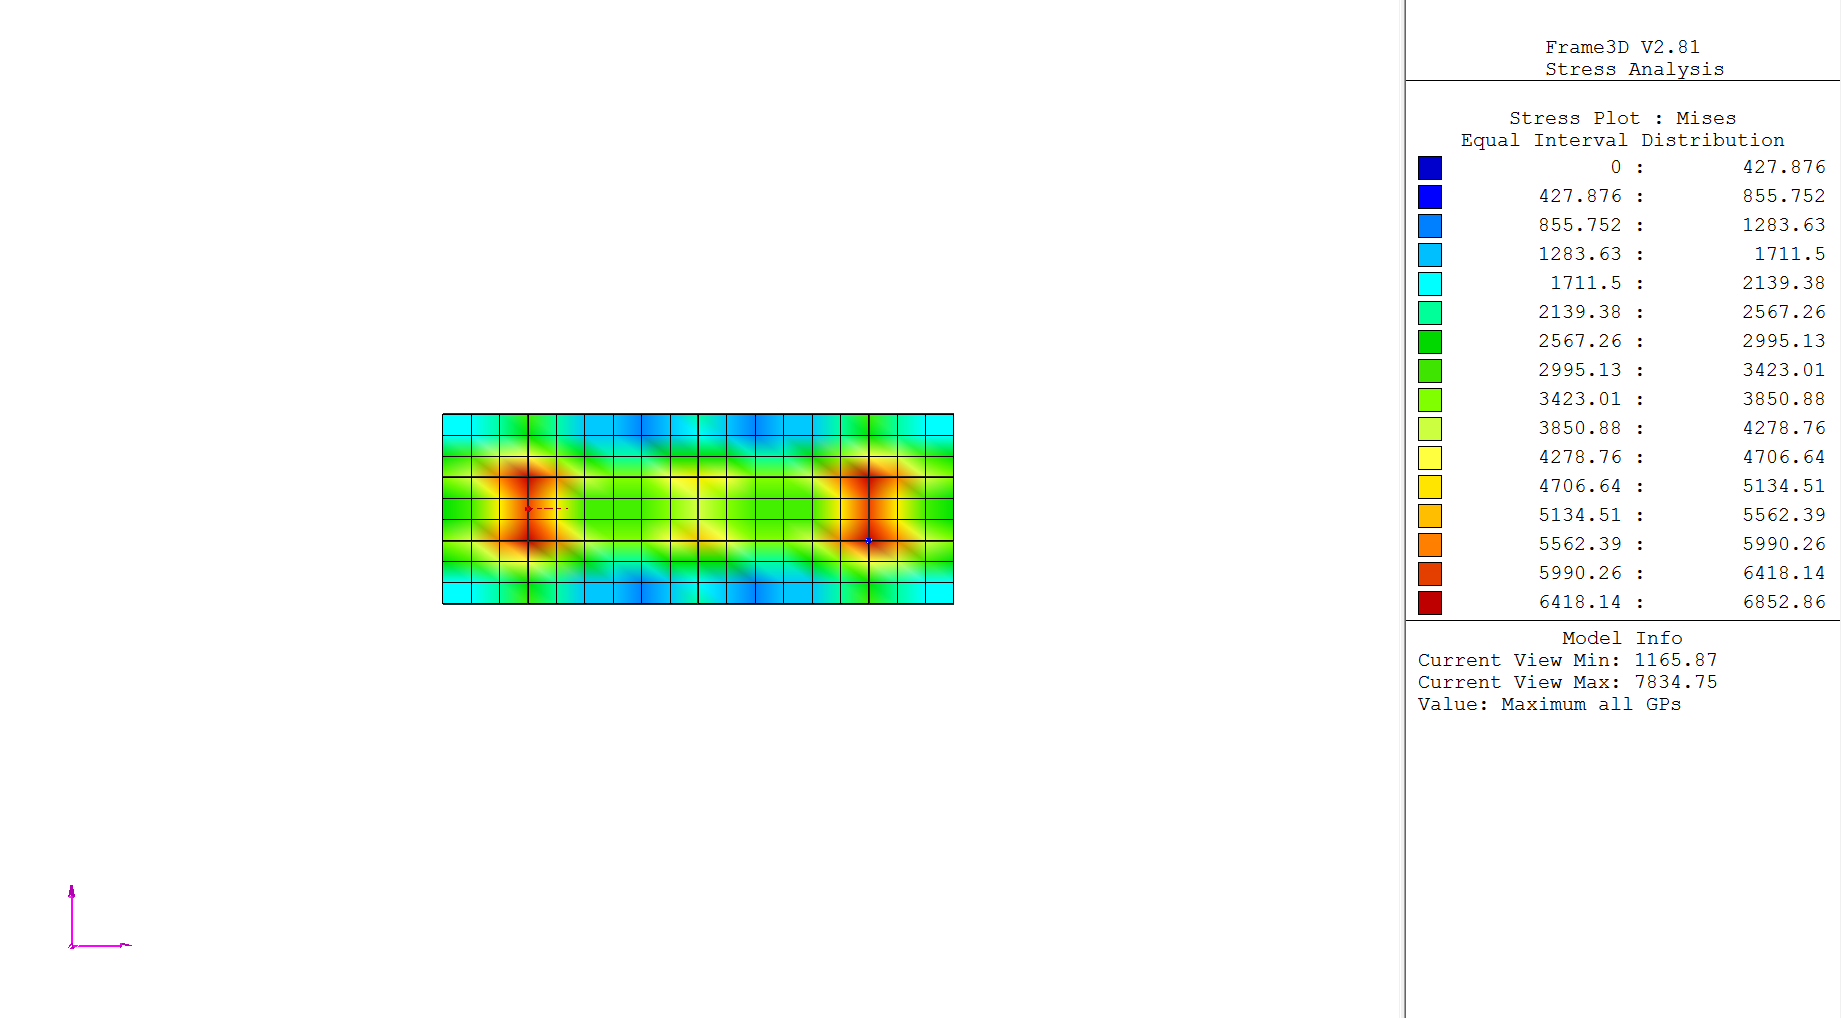 Frame3D V2.81
Stress Analysis
Stress Plot : Mises
Equal Interval Distribution
0 : 427.876
427.876 : 855.752
855.752 : 1283.63
1283.63 : 1711.5
1711.5 : 2139.38
2139.38 : 2567.26
2567.26 : 2995.13
2995.13 : 3423.01
3423.01 : 3850.88
3850.88 : 4278.76
4278.76 : 4706.64
4706.64 : 5134.51
5134.51 : 5562.39
5562.39 : 5990.26
5990.26 : 6418.14
6418.14 : 6852.86
Model Info
Current View Min: 1165.87
Current View Max: 7834.75
Value: Maximum all GPs